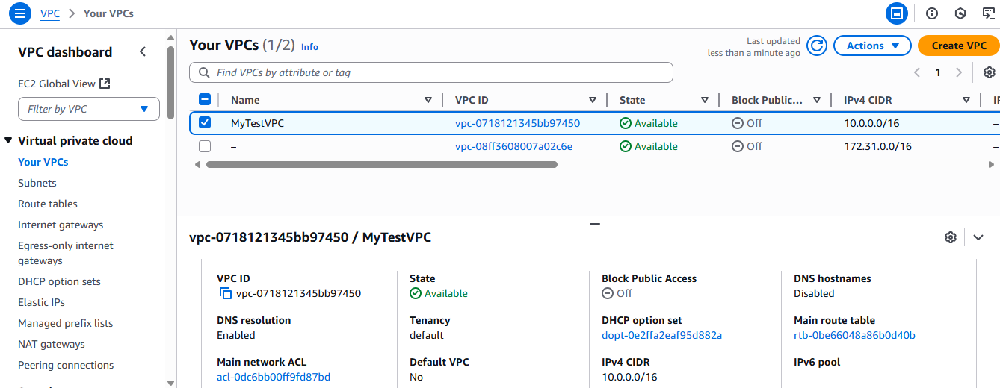 VPC > Your VPCs
VPC dashboard
EC2 Global View
Filter by VPC
Virtual private cloud
Your VPCs
Subnets
Route tables
Internet gateways
Egress-only internet
gateways
DHCP option sets
Elastic IPs
Managed prefix lists
NAT gateways
Peering connections
Your VPCs (1/2) Info
Last updated
less than a minute ago
Actions
Create VPC
Find VPCs by attribute or tag
1
Name VPC ID State Block Public... IPv4 CIDR
MyTestVPC vpc-0718121345bb97450 Available Off 10.0.0.0/16 –
– vpc-08ff3608007a02c6e Available Off 172.31.0.0/16 –
vpc-0718121345bb97450 / MyTestVPC
VPC ID State Block Public Access DNS hostnames
vpc-0718121345bb97450 Available Off Disabled
DNS resolution Tenancy DHCP option set Main route table
Enabled default dopt-0e2ffa2eaf95d882a rtb-0be66048a86b0d40b
Main network ACL Default VPC IPv4 CIDR IPv6 pool
acl-0dc6bb00ff9fd87bd No 10.0.0.0/16 –